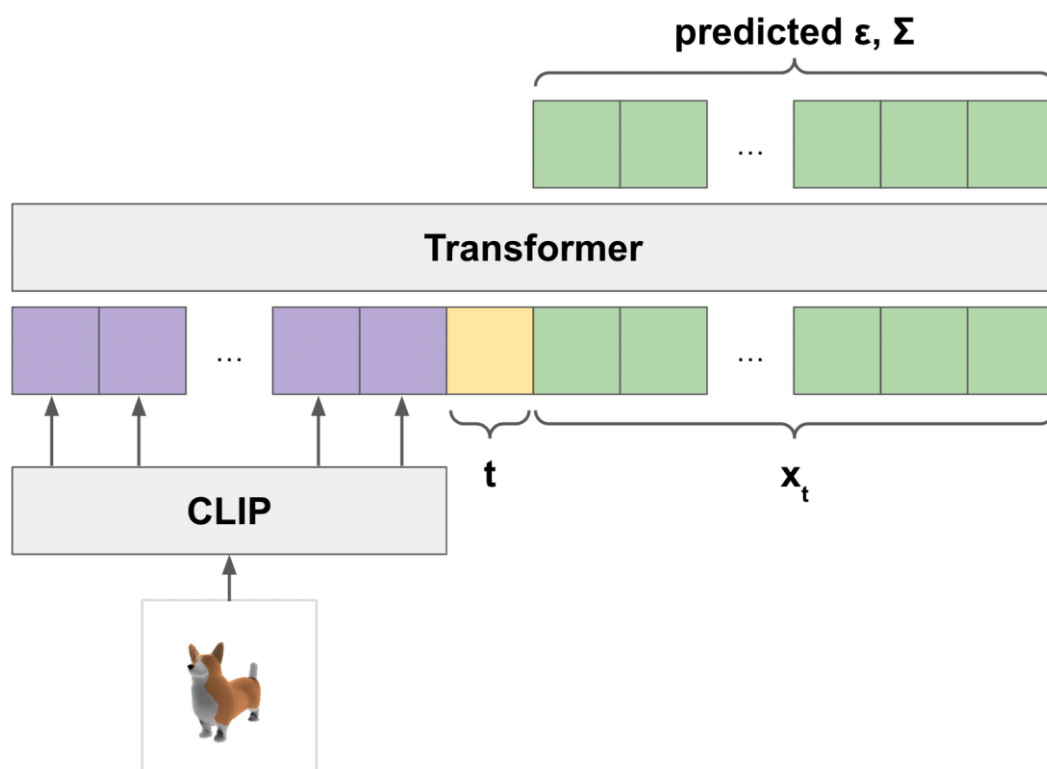 predicted ε, Σ
...
Transformer
...
...
t
x_t
CLIP